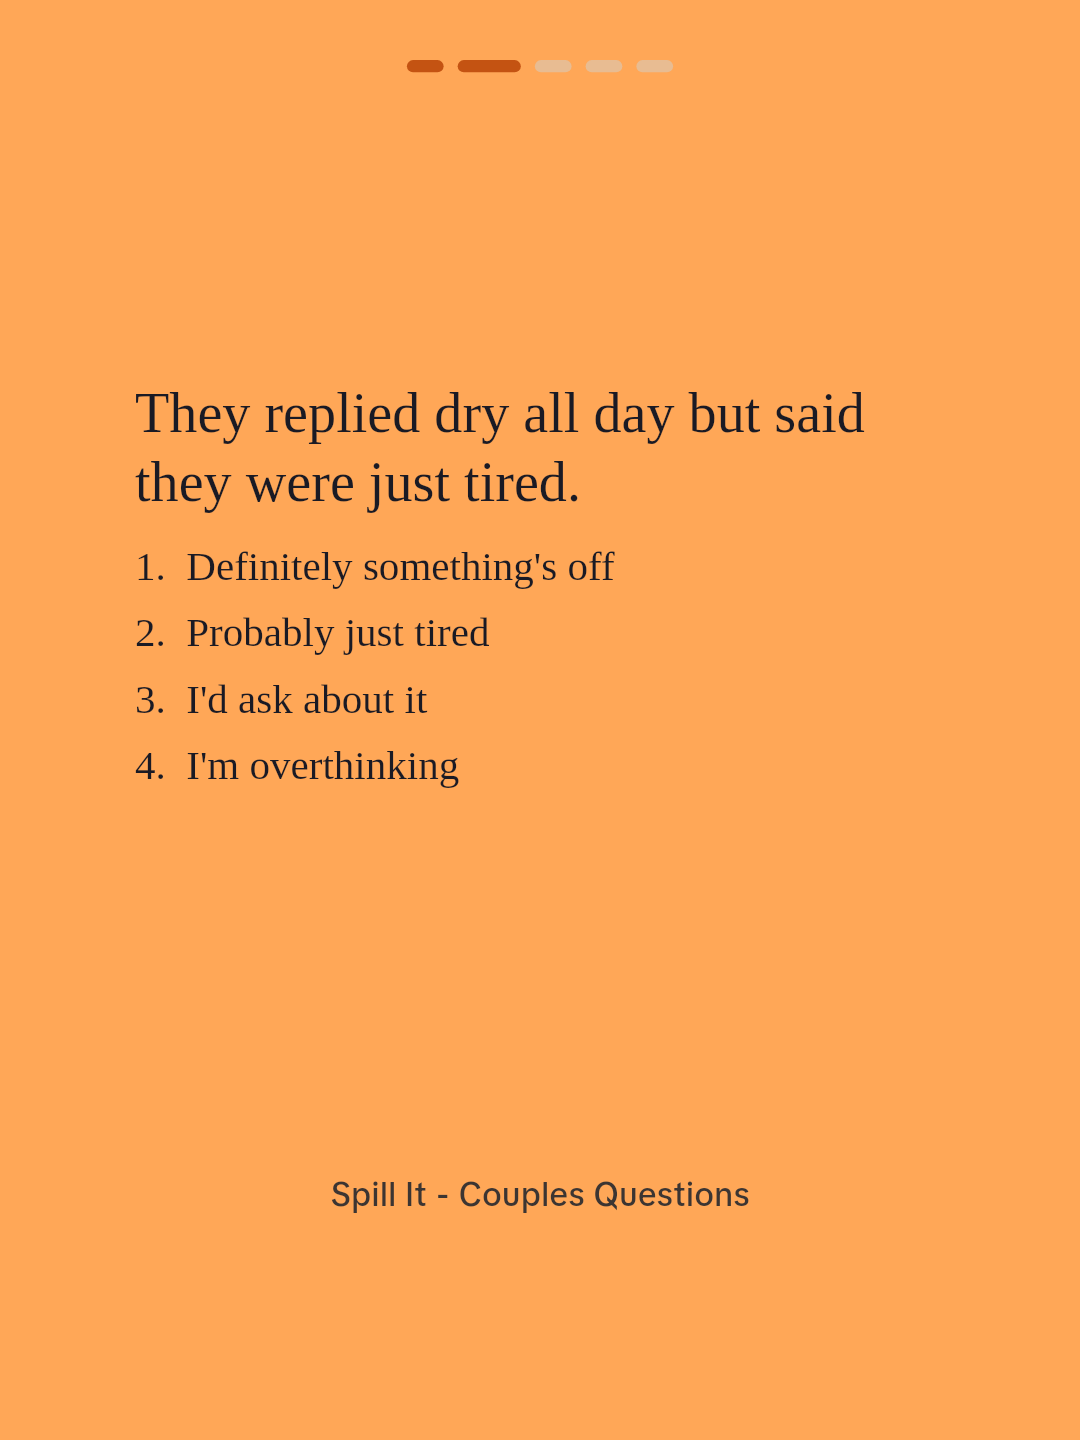 They replied dry all day but said
they were just tired.
1. Definitely something's off
2. Probably just tired
3. I'd ask about it
4. I'm overthinking
Spill It - Couples Questions